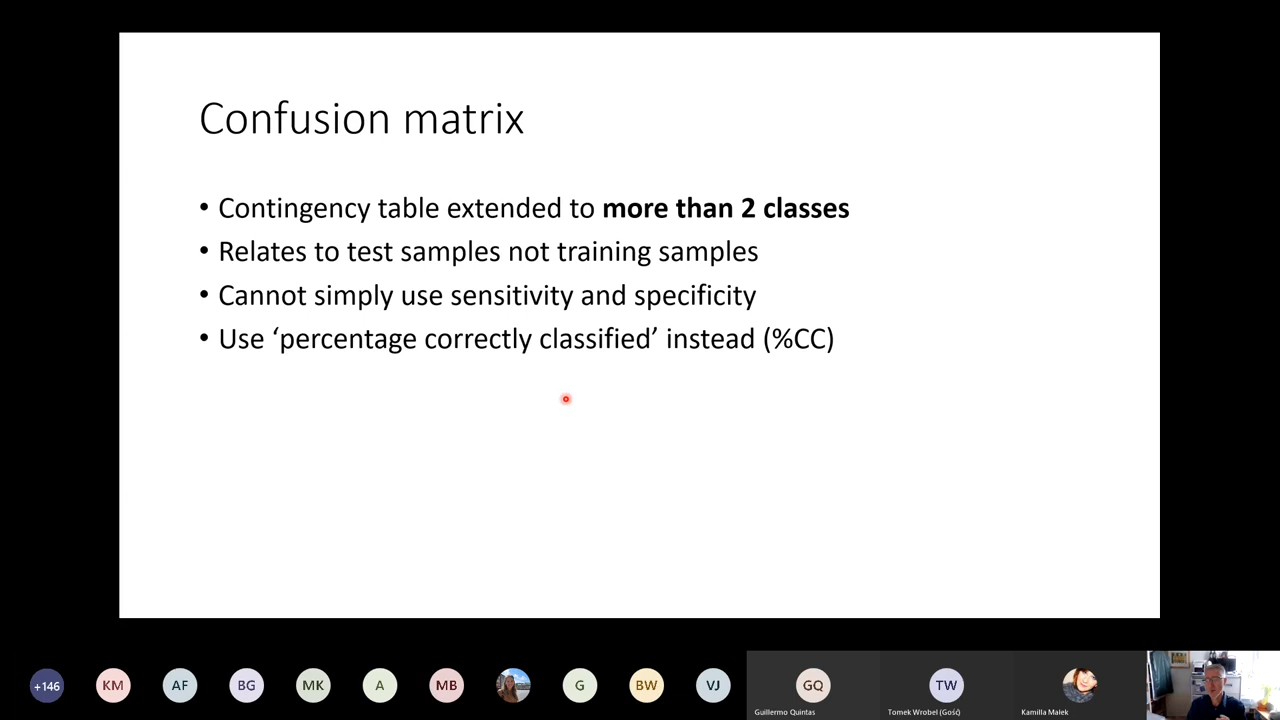 Confusion matrix
• Contingency table extended to more than 2 classes
• Relates to test samples not training samples
• Cannot simply use sensitivity and specificity
• Use ‘percentage correctly classified’ instead (%CC)
+146 KM AF BG MK A MB G BW VJ GQ TW
Guillermo Quintas Tomek Wrobel (Gość) Kamilla Małek